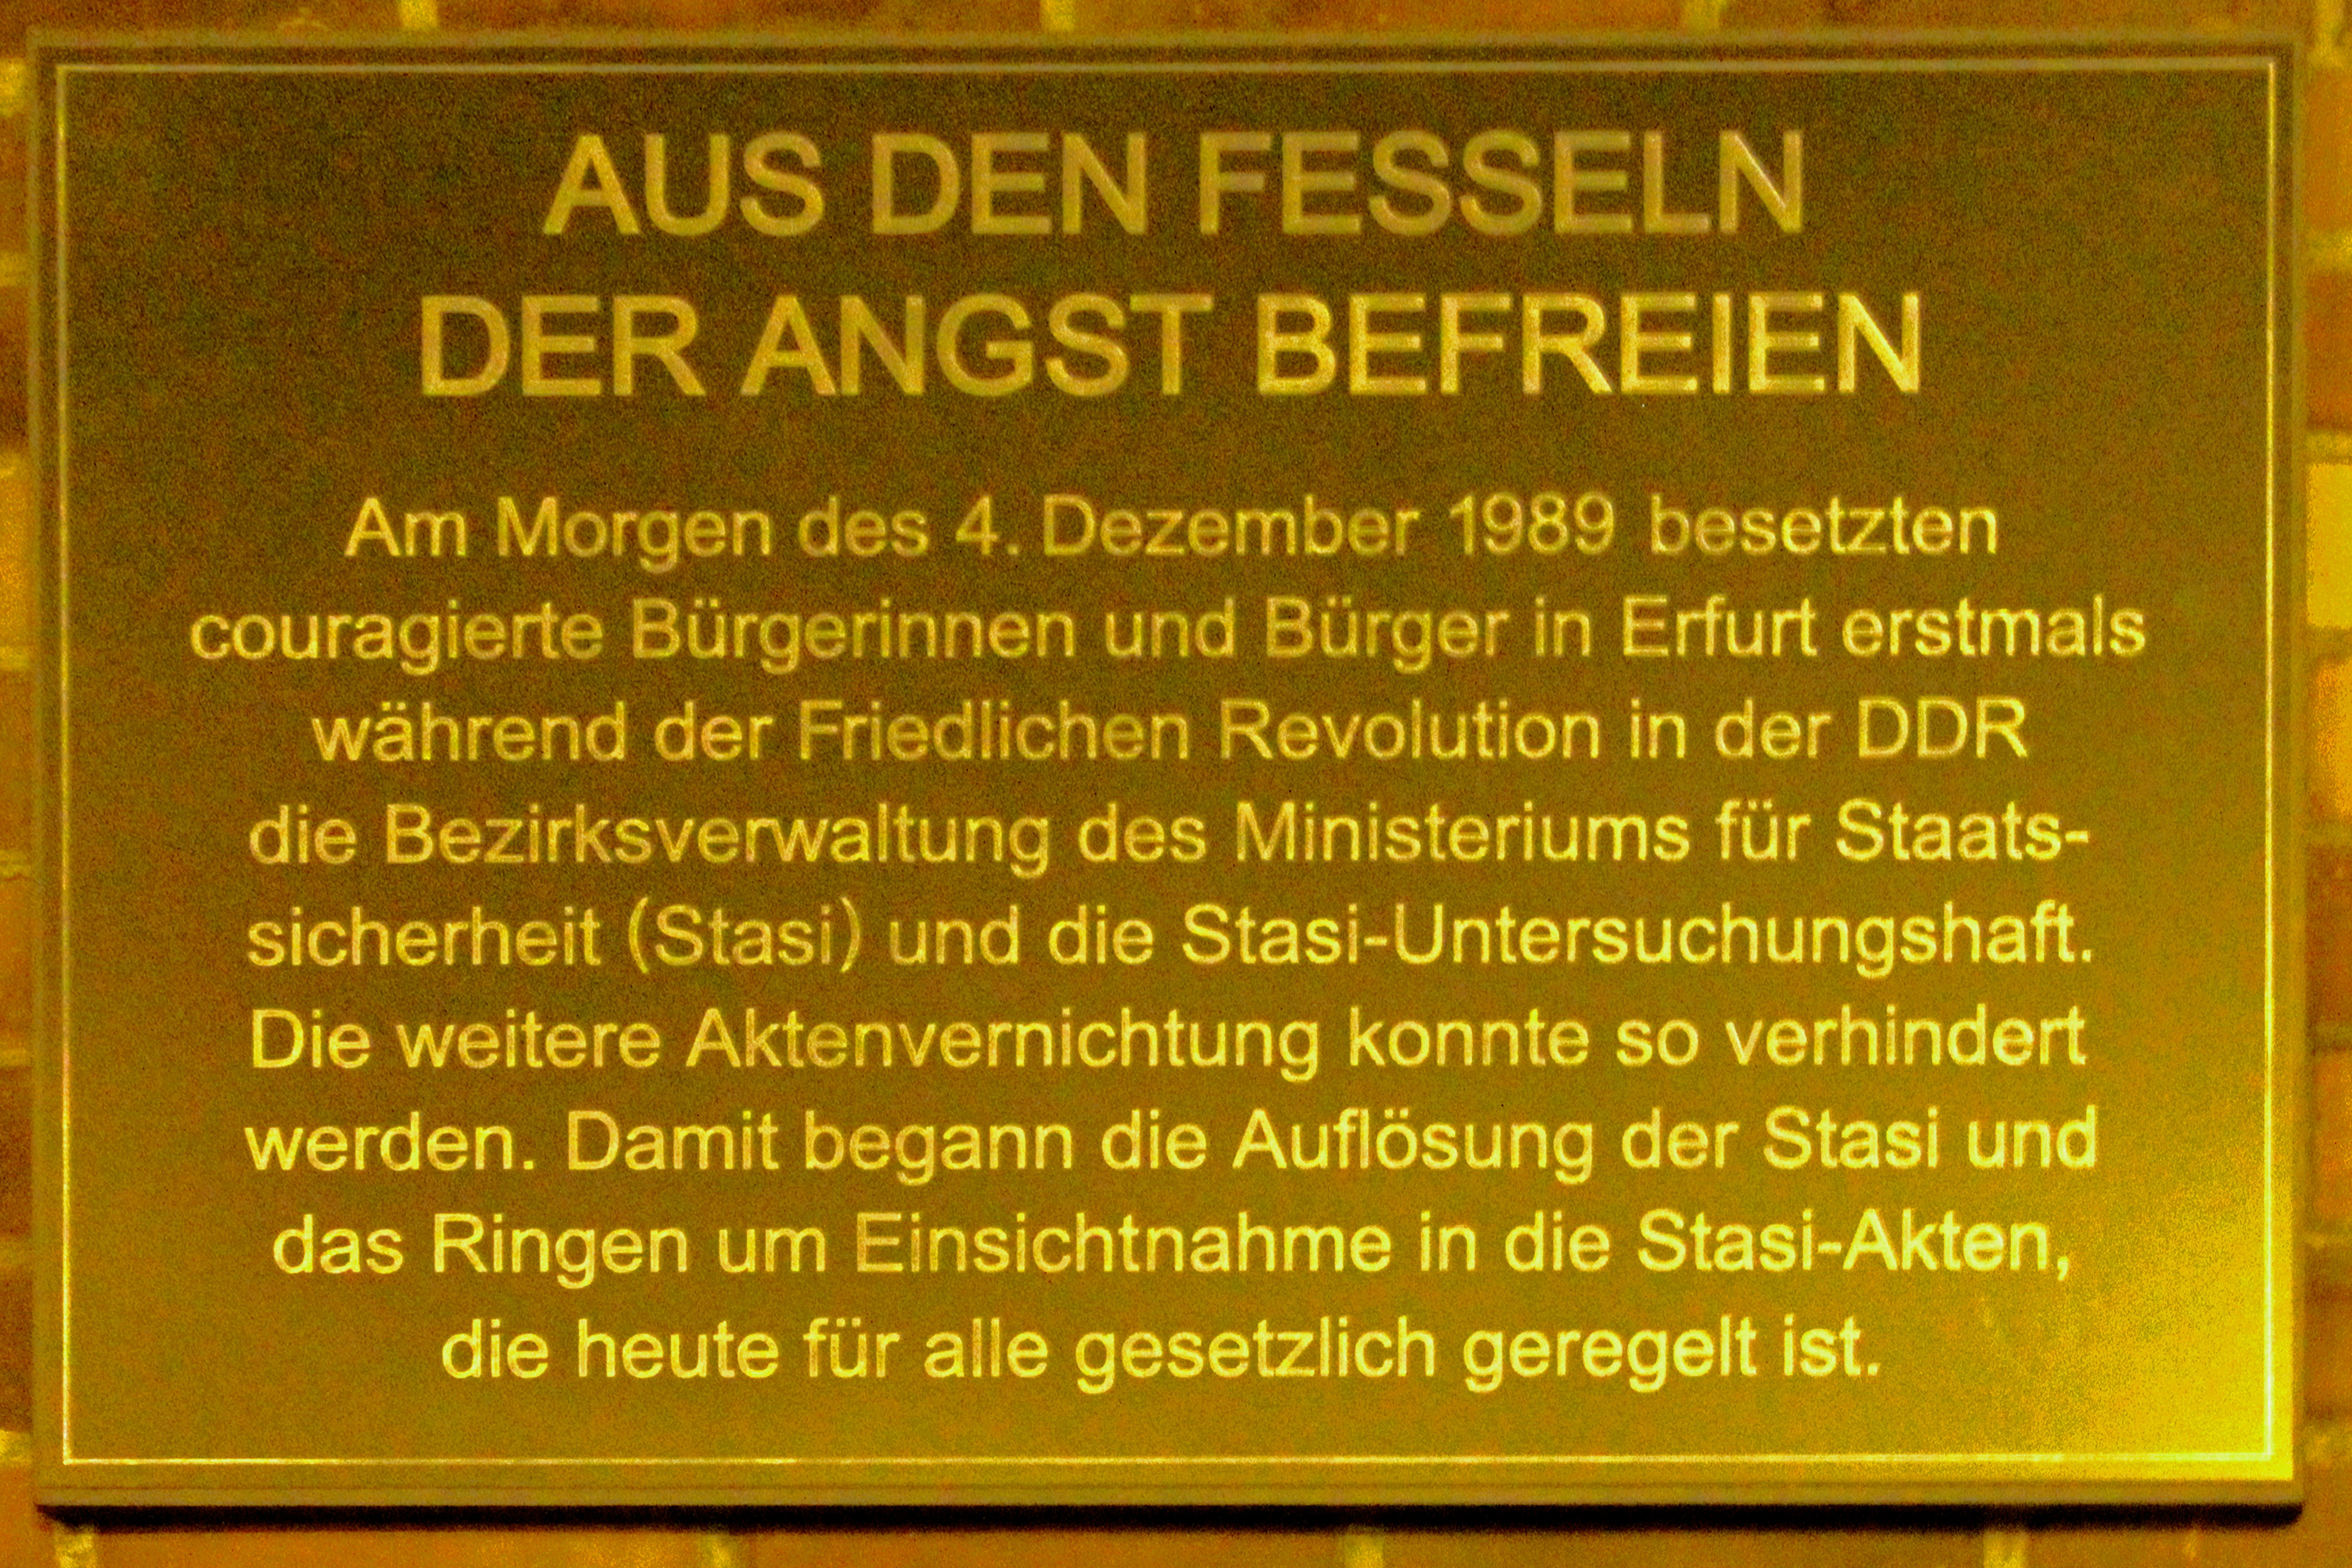 AUS DEN FESSELN
DER ANGST BEFREIEN
Am Morgen des 4. Dezember 1989 besetzten
couragierte Bürgerinnen und Bürger in Erfurt erstmals
während der Friedlichen Revolution in der DDR
die Bezirksverwaltung des Ministeriums für Staats-
sicherheit (Stasi) und die Stasi-Untersuchungshaft.
Die weitere Aktenvernichtung konnte so verhindert
werden. Damit begann die Auflösung der Stasi und
das Ringen um Einsichtnahme in die Stasi-Akten,
die heute für alle gesetzlich geregelt ist.